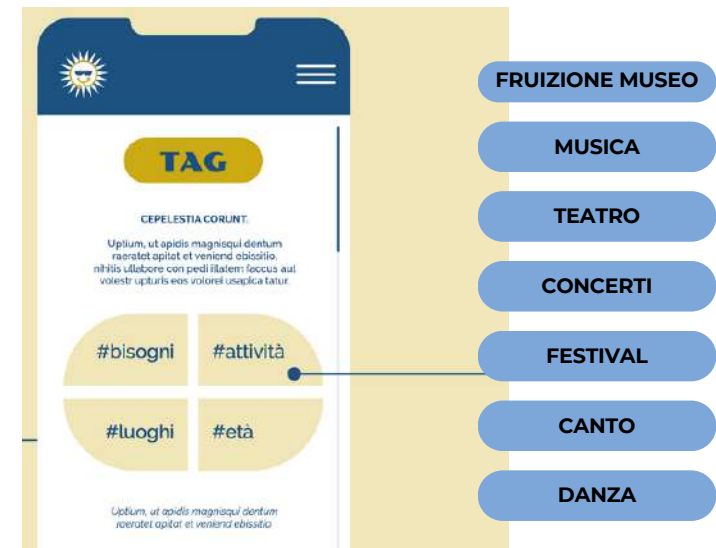 TAG
CEPELESTIA CORUNT.
Uptium, ut apidis magnisqui dentum
raeratet apitat et veniend ebissitio,
nihitis ullabore con pedi illatem faccus aut
volestr upturis eos volorei usapica tatur.
#bisogni #attività
#luoghi #età
Uptium, ut apidis magnisqui dentum
raeratet apitat et veniend ebissitio
FRUIZIONE MUSEO
MUSICA
TEATRO
CONCERTI
FESTIVAL
CANTO
DANZA